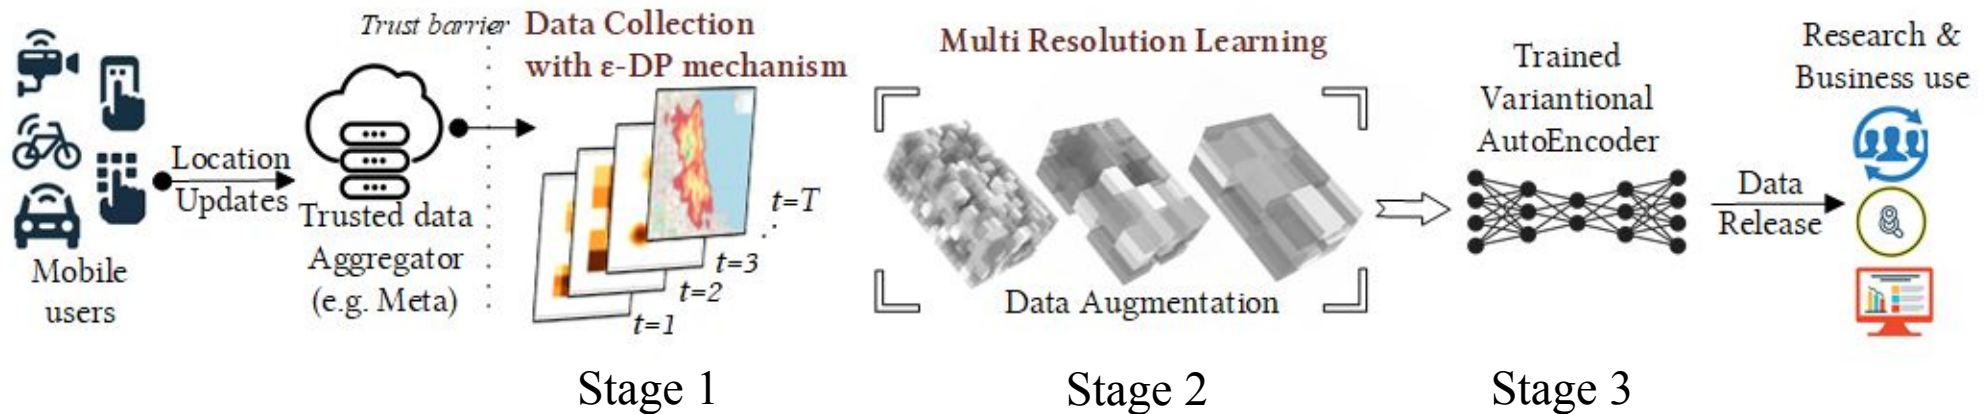 Mobile
users
Location
Updates
Trusted data
Aggregator
(e.g. Meta)
Trust barrier
Data Collection
with ε-DP mechanism
t=1
t=2
t=3
t=T
Stage 1
Multi Resolution Learning
Data Augmentation
Stage 2
Trained
Variantional
AutoEncoder
Stage 3
Data
Release
Research &
Business use